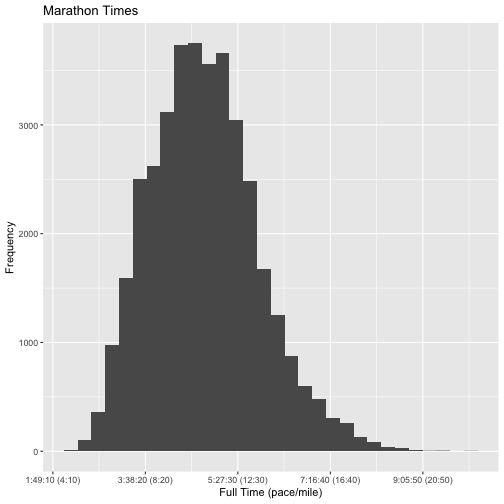 Marathon Times
Frequency
3000
2000
1000
0
1:49:10 (4:10) 3:38:20 (8:20) 5:27:30 (12:30) 7:16:40 (16:40) 9:05:50 (20:50)
Full Time (pace/mile)